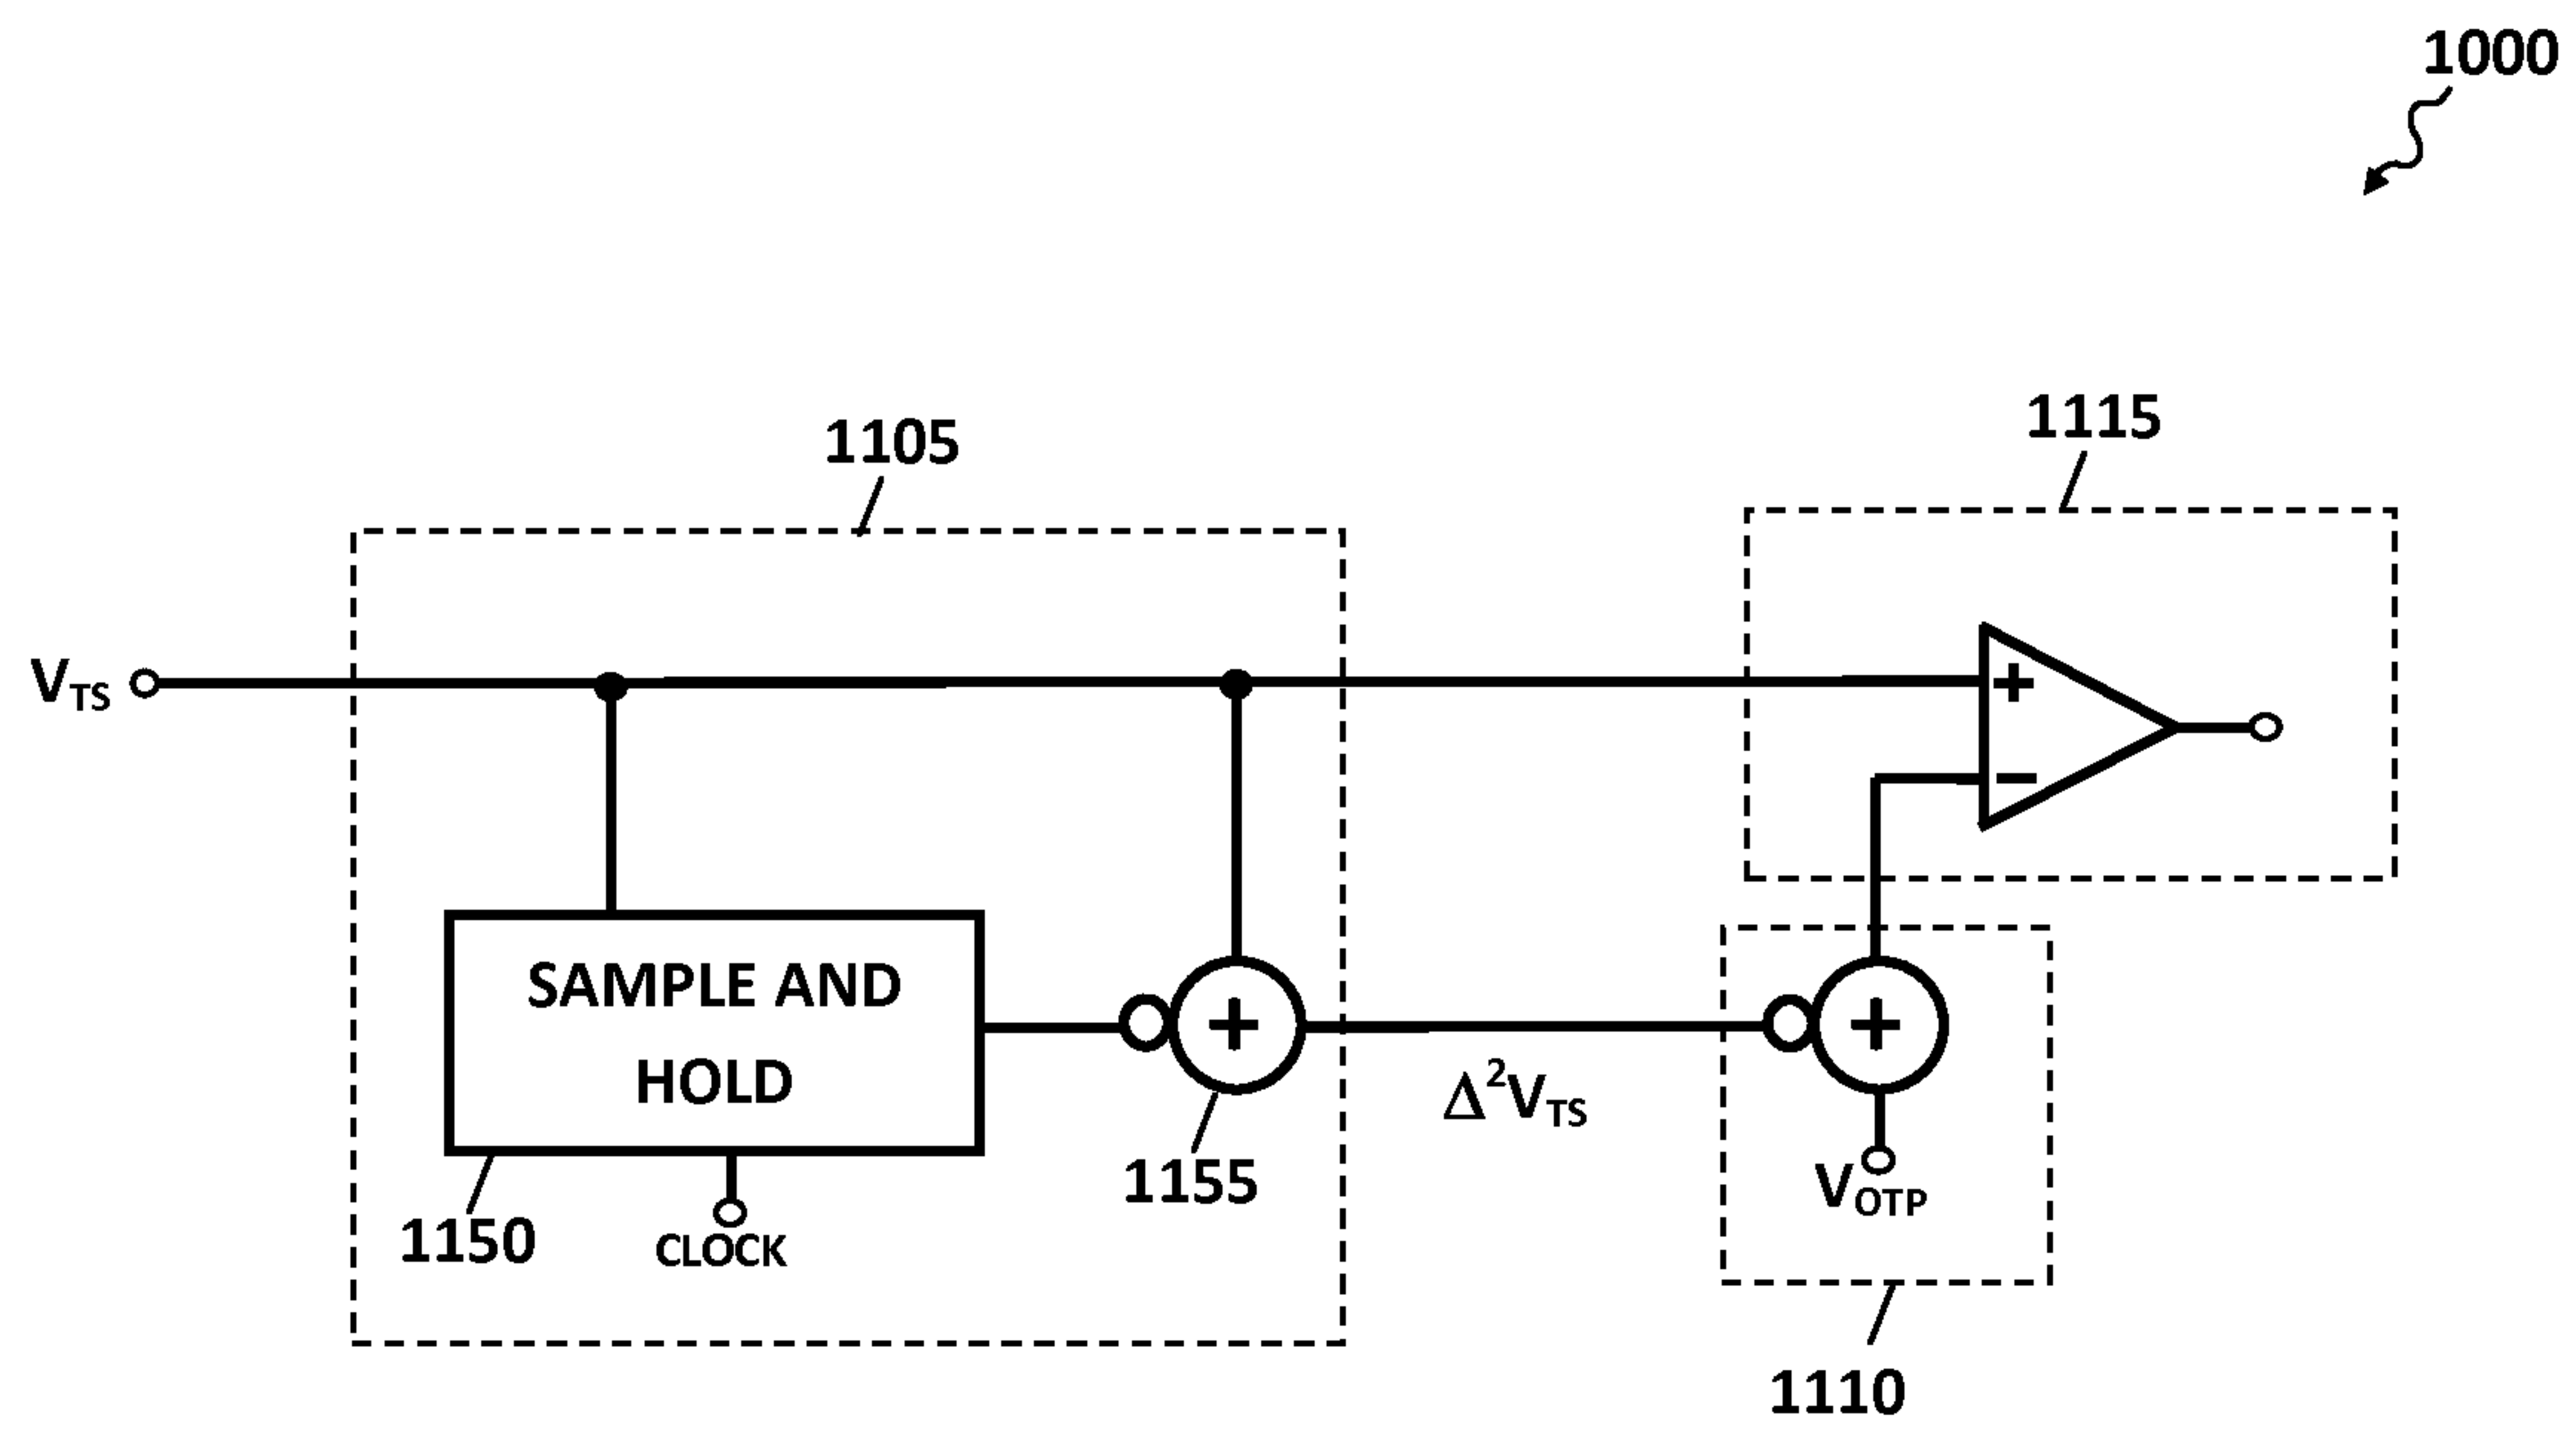 1000
1105
1115
VTS
+
−
SAMPLE AND
HOLD
+
+
Δ²VTS
1155
VOTP
1150
CLOCK
1110